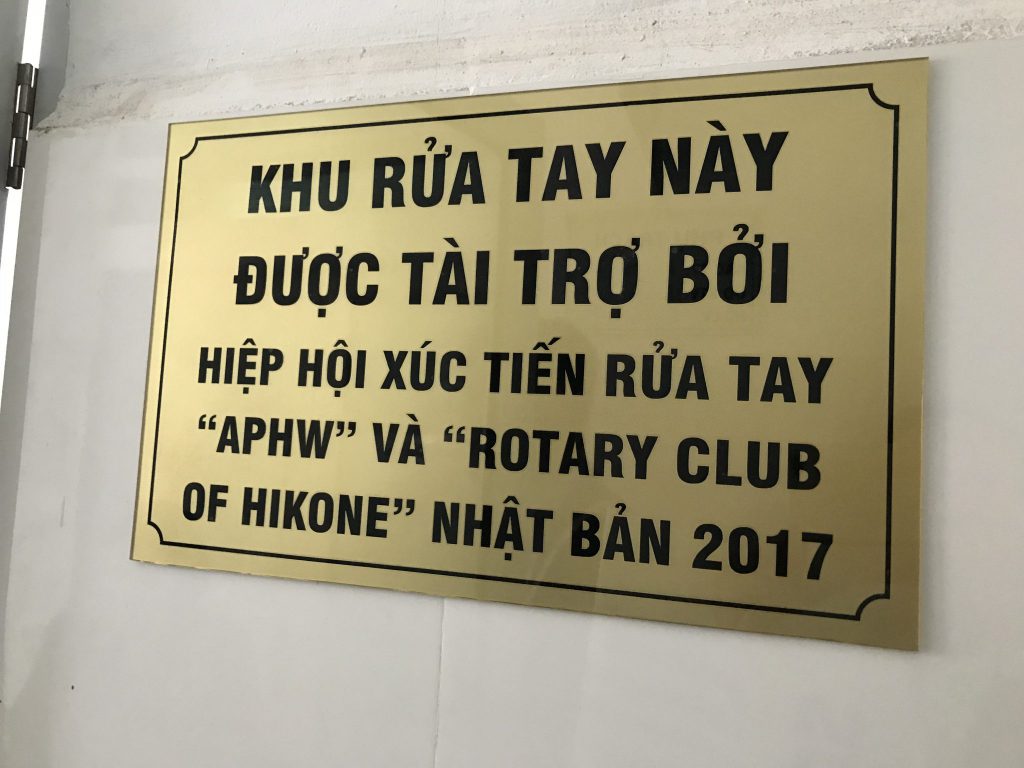 KHU RỬA TAY NÀY
ĐƯỢC TÀI TRỢ BỞI
HIỆP HỘI XÚC TIẾN RỬA TAY
“APHW” VÀ “ROTARY CLUB
OF HIKONE” NHẬT BẢN 2017